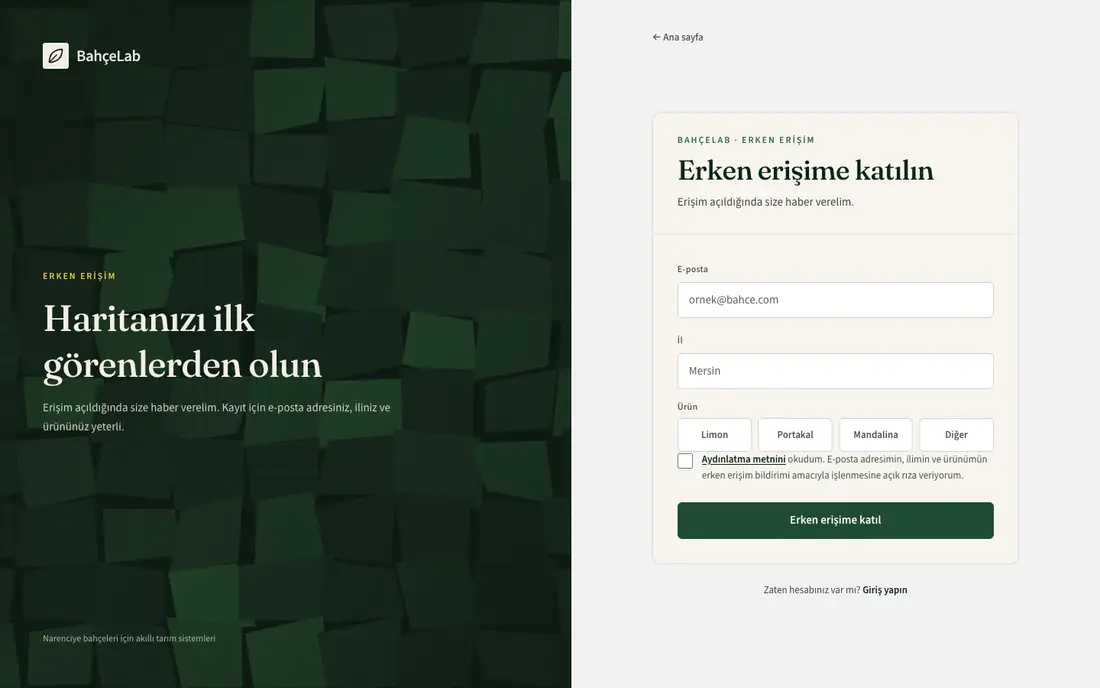 BahçeLab
ERKEN ERİŞİM
Haritanızı ilk
görenlerden olun
Erişim açıldığında size haber verelim. Kayıt için e-posta adresiniz, iliniz ve
ürününüz yeterli.
Narenciye bahçeleri için akıllı tarım sistemleri
← Ana sayfa
BAHÇELAB · ERKEN ERİŞİM
Erken erişime katılın
Erişim açıldığında size haber verelim.
E-posta
ornek@bahce.com
İl
Mersin
Ürün
Limon Portakal Mandalina Diğer
Aydınlatma metnini okudum. E-posta adresimin, ilimin ve ürünümün
erken erişim bildirimi amacıyla işlenmesine açık rıza veriyorum.
Erken erişime katıl
Zaten hesabınız var mı? Giriş yapın